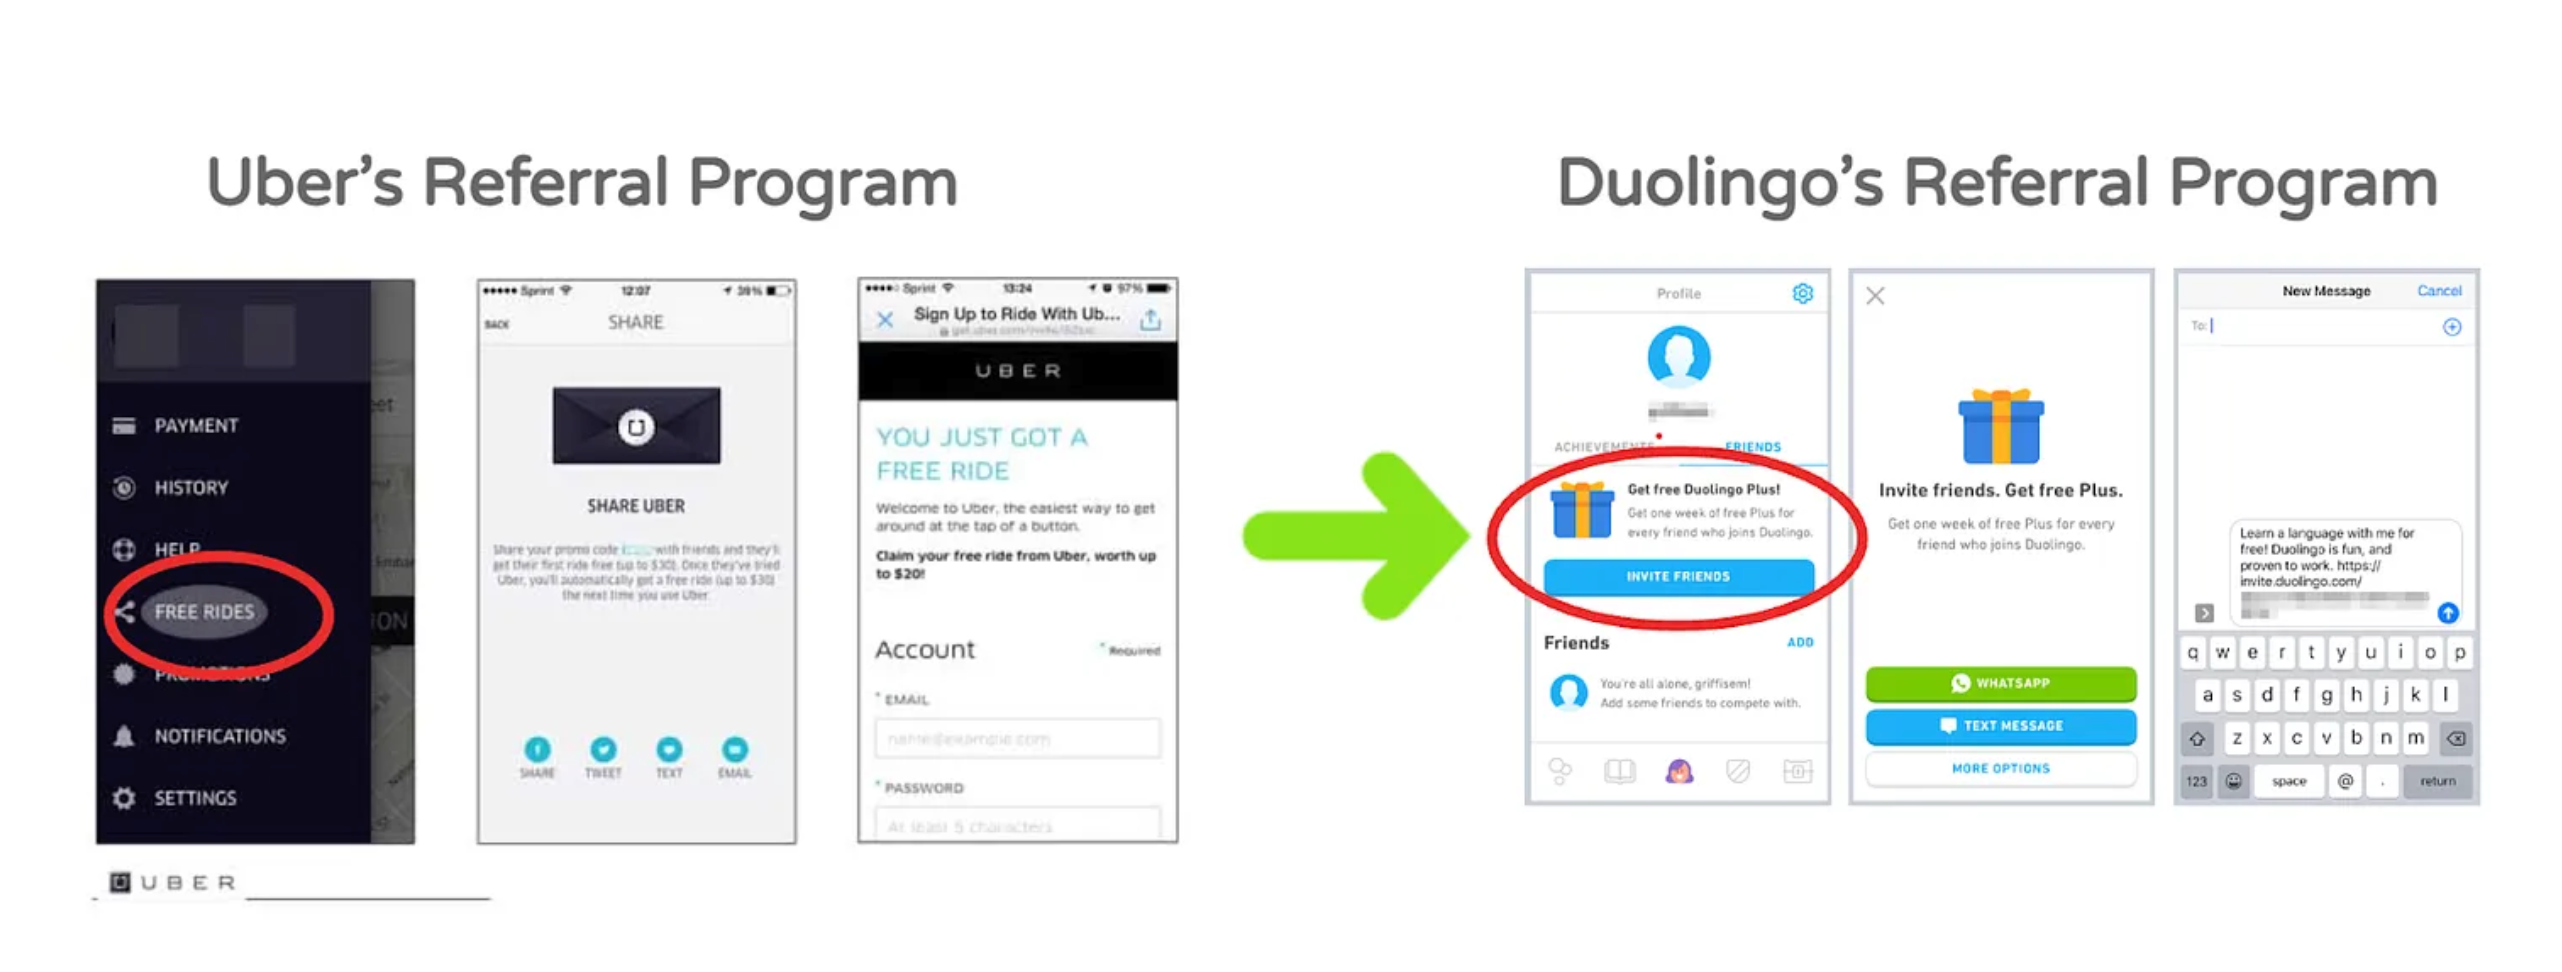 Uber's Referral Program
Duolingo's Referral Program
PAYMENT
HISTORY
HELP
FREE RIDES
PROMOTIONS
NOTIFICATIONS
SETTINGS
UBER
Sprint
12:07
39%
BACK
SHARE
SHARE UBER
Share your promo code with friends and they'll
get their first ride free (up to $30). Once they've tried
Uber, you'll automatically get a free ride (up to $30)
the next time you use Uber.
SHARE
TWEET
TEXT
EMAIL
Sprint
13:24
97%
Sign Up to Ride With Ub...
UBER
YOU JUST GOT A
FREE RIDE
Welcome to Uber, the easiest way to get
around at the tap of a button.
Claim your free ride from Uber, worth up
to $20!
Account
* Required
* EMAIL
name@example.com
* PASSWORD
At least 5 characters
Profile
ACHIEVEMENTS
FRIENDS
Get free Duolingo Plus!
Get one week of free Plus for
every friend who joins Duolingo.
INVITE FRIENDS
Friends
ADD
You're all alone, griffisem!
Add some friends to compete with.
Invite friends. Get free Plus.
Get one week of free Plus for every
friend who joins Duolingo.
WHATSAPP
TEXT MESSAGE
MORE OPTIONS
New Message
Cancel
To:
Learn a language with me for
free! Duolingo is fun, and
proven to work. https://
invite.duolingo.com/
q w e r t y u i o p
a s d f g h j k l
z x c v b n m
123 space @ . return